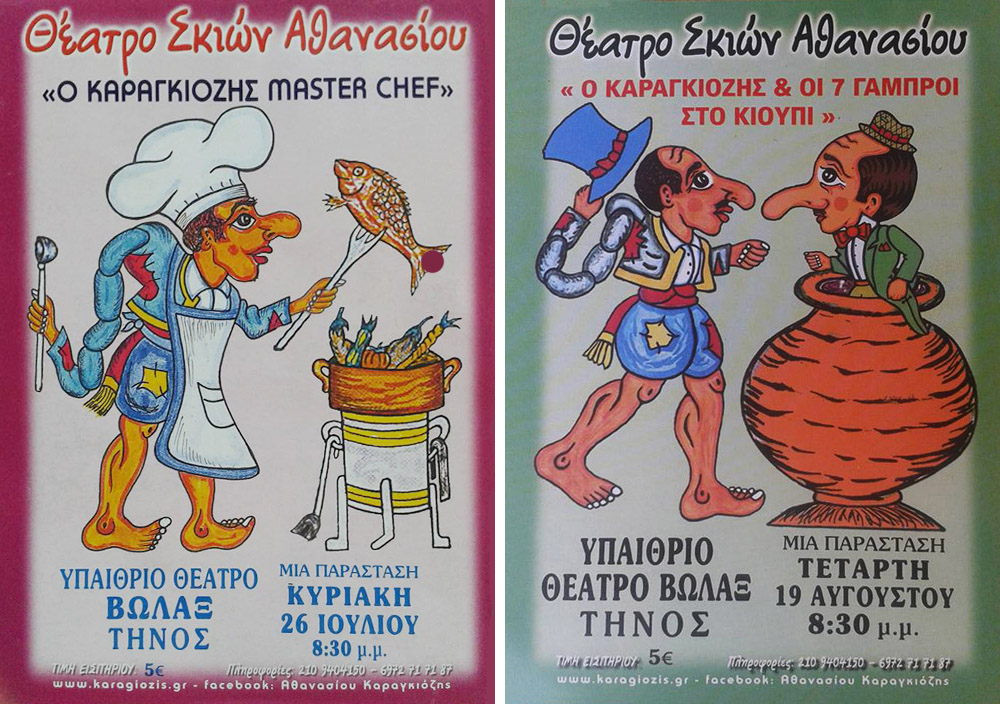 Θέατρο Σκιών Αθανασίου
«Ο ΚΑΡΑΓΚΙΟΖΗΣ MASTER CHEF»
ΥΠΑΙΘΡΙΟ ΘΕΑΤΡΟ
ΒΩΛΑΞ
ΤΗΝΟΣ
ΜΙΑ ΠΑΡΑΣΤΑΣΗ
ΚΥΡΙΑΚΗ
26 ΙΟΥΛΙΟΥ
8:30 μ.μ.
ΤΙΜΗ ΕΙΣΙΤΗΡΙΟΥ: 5€ Πληροφορίες: 210 9404150 - 6972 71 71 87
www.karagiozis.gr - facebook: Αθανασίου Καραγκιόζης
Θέατρο Σκιών Αθανασίου
« Ο ΚΑΡΑΓΚΙΟΖΗΣ & ΟΙ 7 ΓΑΜΠΡΟΙ
ΣΤΟ ΚΙΟΥΠΙ »
ΥΠΑΙΘΡΙΟ
ΘΕΑΤΡΟ ΒΩΛΑΞ
ΤΗΝΟΣ
ΜΙΑ ΠΑΡΑΣΤΑΣΗ
ΤΕΤΑΡΤΗ
19 ΑΥΓΟΥΣΤΟΥ
8:30 μ.μ.
ΤΙΜΗ ΕΙΣΙΤΗΡΙΟΥ: 5€ Πληροφορίες: 210 9404150 - 6972 71 71 87
www.karagiozis.gr - facebook: Αθανασίου Καραγκιόζης